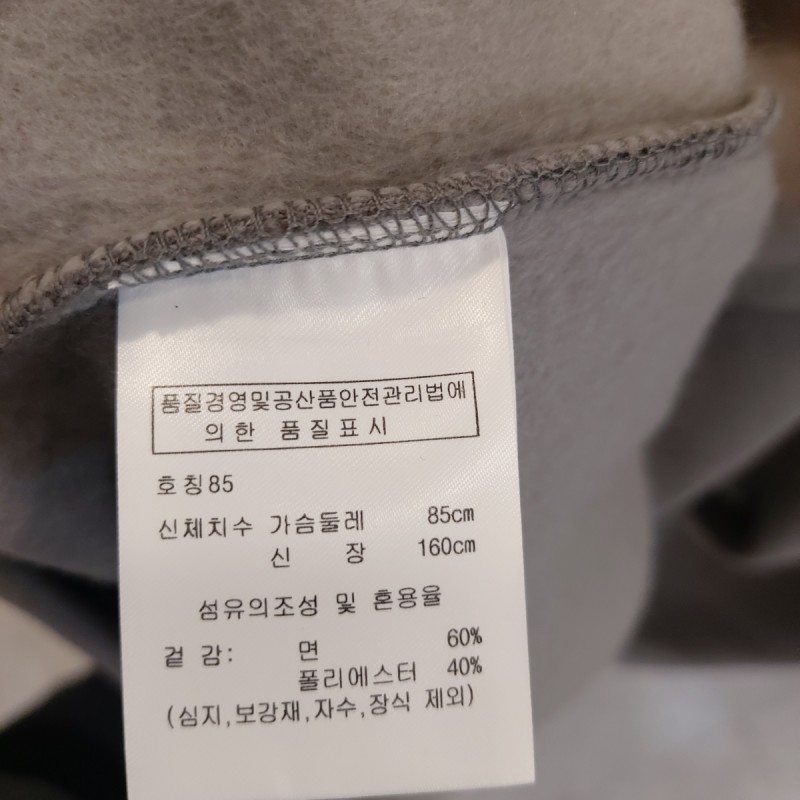 품질경영및공산품안전관리법에
의한 품질표시
호칭85
신체치수 가슴둘레 85cm
신 장 160cm
섬유의조성 및 혼용율
겉 감: 면 60%
폴리에스터 40%
(심지,보강재,자수,장식 제외)